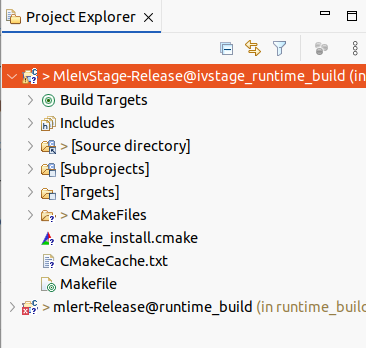 Project Explorer
> MleIvStage-Release@ivstage_runtime_build (in
Build Targets
Includes
> [Source directory]
[Subprojects]
[Targets]
> CMakeFiles
cmake_install.cmake
CMakeCache.txt
Makefile
> mlert-Release@runtime_build (in runtime_build